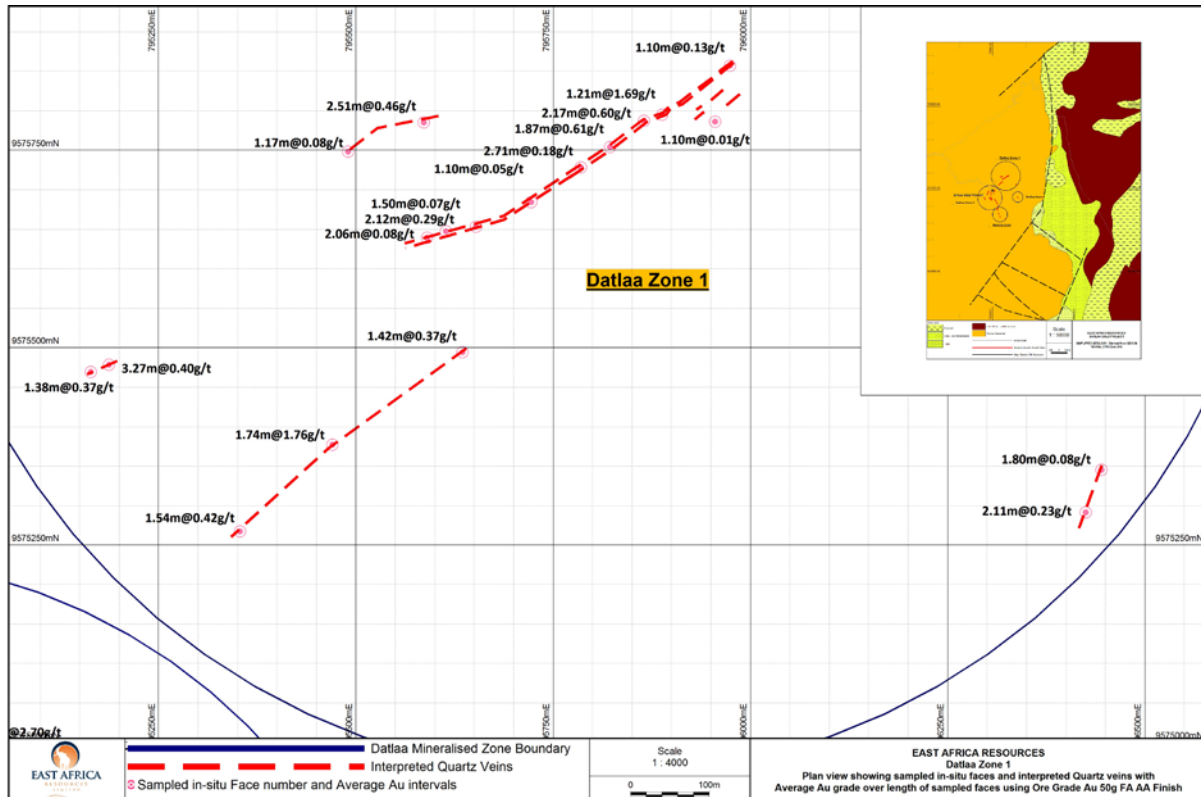 795250mE
795500mE
795750mE
796000mE
1.10m@0.13g/t
1.21m@1.69g/t
2.51m@0.46g/t
2.17m@0.60g/t
1.87m@0.61g/t
1.17m@0.08g/t
1.10m@0.01g/t
9575750mN
2.71m@0.18g/t
1.10m@0.05g/t
1.50m@0.07g/t
2.12m@0.29g/t
2.06m@0.08g/t
Datlaa Zone 1
1.42m@0.37g/t
9575500mN
9575500mN
3.27m@0.40g/t
1.38m@0.37g/t
1.74m@1.76g/t
1.80m@0.08g/t
1.54m@0.42g/t
2.11m@0.23g/t
9575250mN
9575250mN
@2.70g/t
9575000mN
Scale
EAST AFRICA RESOURCES
Datlaa Mineralised Zone Boundary
Interpreted Quartz Veins
Sampled in-situ Face number and Average Au intervals
EAST AFRICA
RESOURCES
LIMITED
Scale
1 : 4000
0 100m
EAST AFRICA RESOURCES
Datlaa Zone 1
Plan view showing sampled in-situ faces and interpreted Quartz veins with
Average Au grade over length of sampled faces using Ore Grade Au 50g FA AA Finish